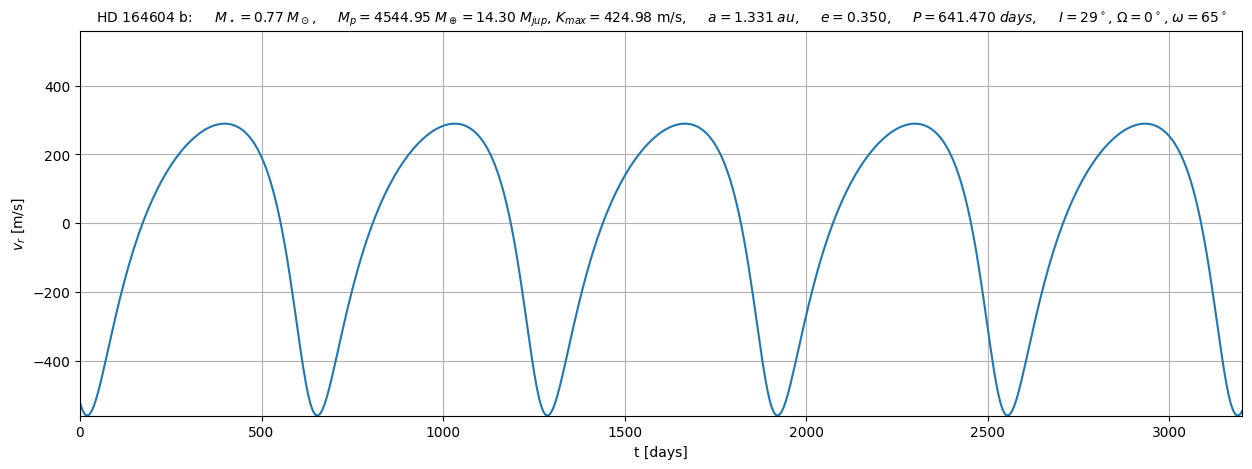 HD 164604 b: M⋆ = 0.77 M⊙, Mₚ = 4544.95 M⊕ = 14.30 Mⱼᵤₚ, Kₘₐₓ = 424.98 m/s, a = 1.331 au, e = 0.350, P = 641.470 days, I = 29°, Ω = 0°, ω = 65°
400
200
0
−200
−400
vᵣ [m/s]
0 500 1000 1500 2000 2500 3000
t [days]